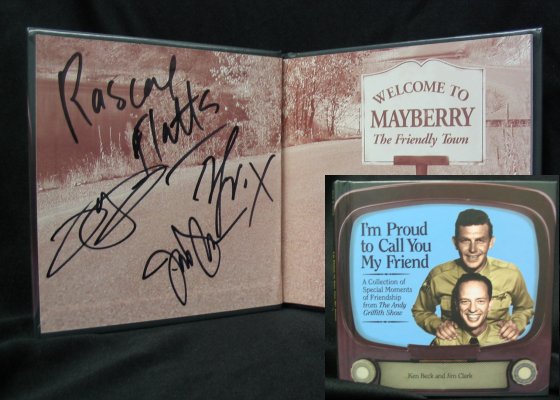 Rascal
Flatts
WELCOME TO
MAYBERRY
The Friendly Town
I'm Proud
to Call You
My Friend
A Collection of
Special Moments
of Friendship
from The Andy
Griffith Show
Ken Beck and Jim Clark